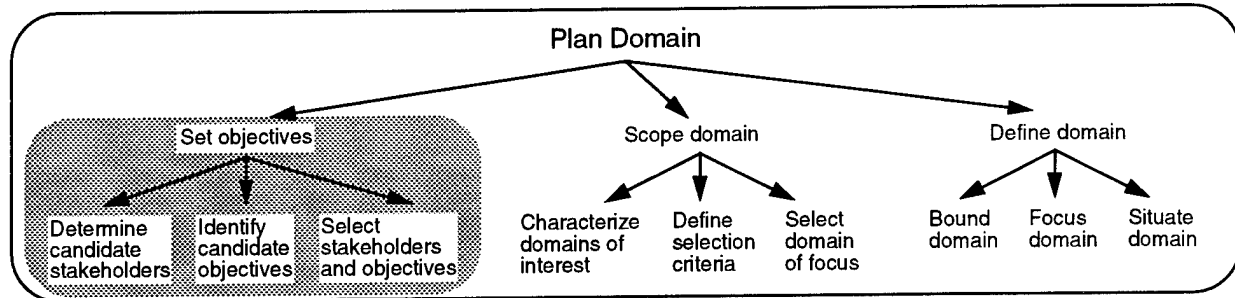 Plan Domain
Set objectives
Scope domain
Define domain
Determine
candidate
stakeholders
Identify
candidate
objectives
Select
stakeholders
and objectives
Characterize
domains of
interest
Define
selection
criteria
Select
domain
of focus
Bound
domain
Focus
domain
Situate
domain